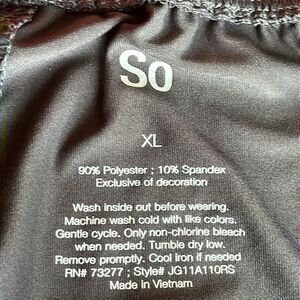 So
XL
90% Polyester ; 10% Spandex
Exclusive of decoration
Wash inside out before wearing.
Machine wash cold with like colors.
Gentle cycle. Only non-chlorine bleach
when needed. Tumble dry low.
Remove promptly. Cool iron if needed
RN# 73277 ; Style# JG11A110RS
Made in Vietnam